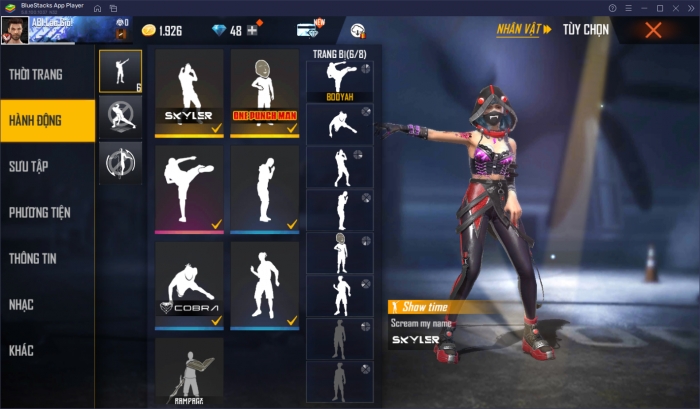 BlueStacks App Player
1.926
48
NEW
NHÂN VẬT
TÙY CHỌN
THỜI TRANG
HÀNH ĐỘNG
SƯU TẬP
PHƯƠNG TIỆN
THÔNG TIN
NHẠC
KHÁC
6
SKYLER
ONE PUNCH MAN
COBRA
RAMPAGE
TRANG BỊ(6/8)
BOOYAH
Show time
Scream my name
SKYLER